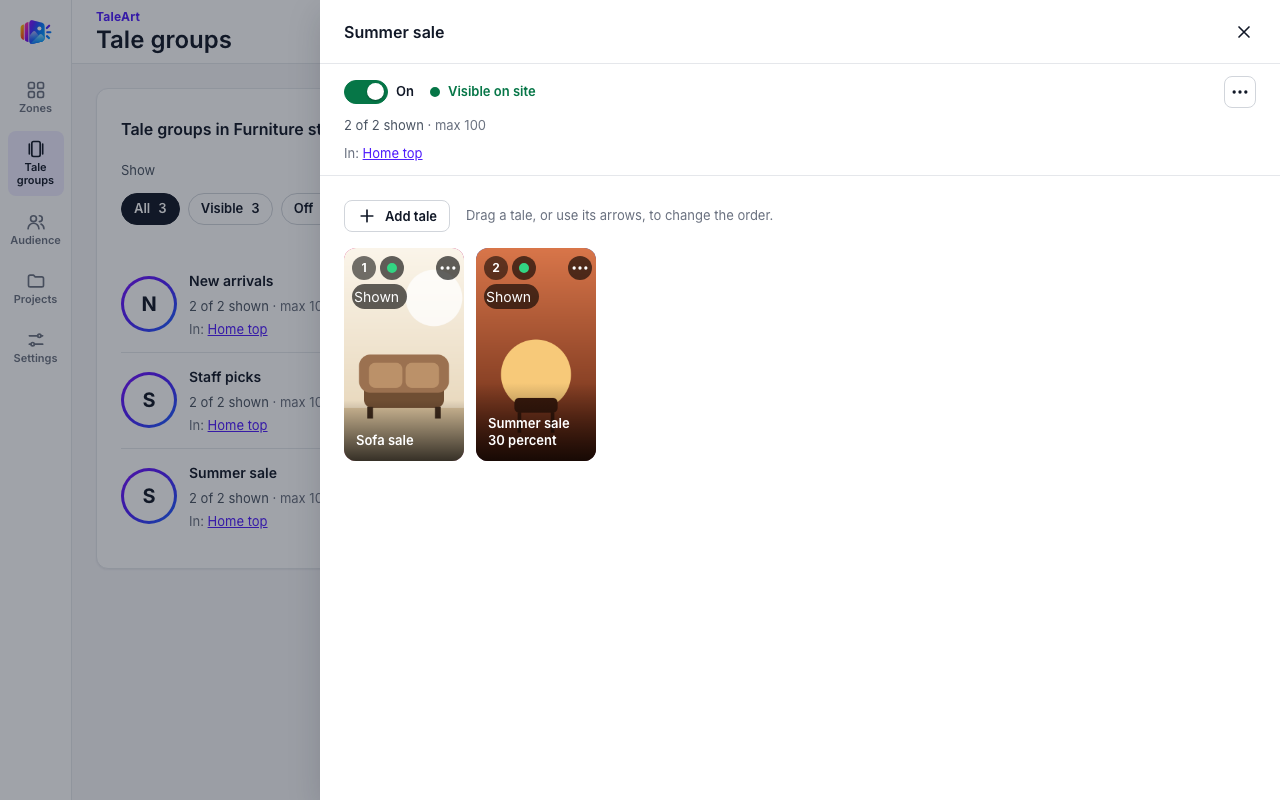 TaleArt
Tale groups
Zones
Tale groups
Audience
Projects
Settings
Tale groups in Furniture st
Show
All 3
Visible 3
Off
New arrivals
2 of 2 shown · max 10
In: Home top
Staff picks
2 of 2 shown · max 10
In: Home top
Summer sale
2 of 2 shown · max 10
In: Home top
N
S
S
Summer sale
On
Visible on site
2 of 2 shown · max 100
In: Home top
Add tale
Drag a tale, or use its arrows, to change the order.
1
Shown
Sofa sale
2
Shown
Summer sale
30 percent